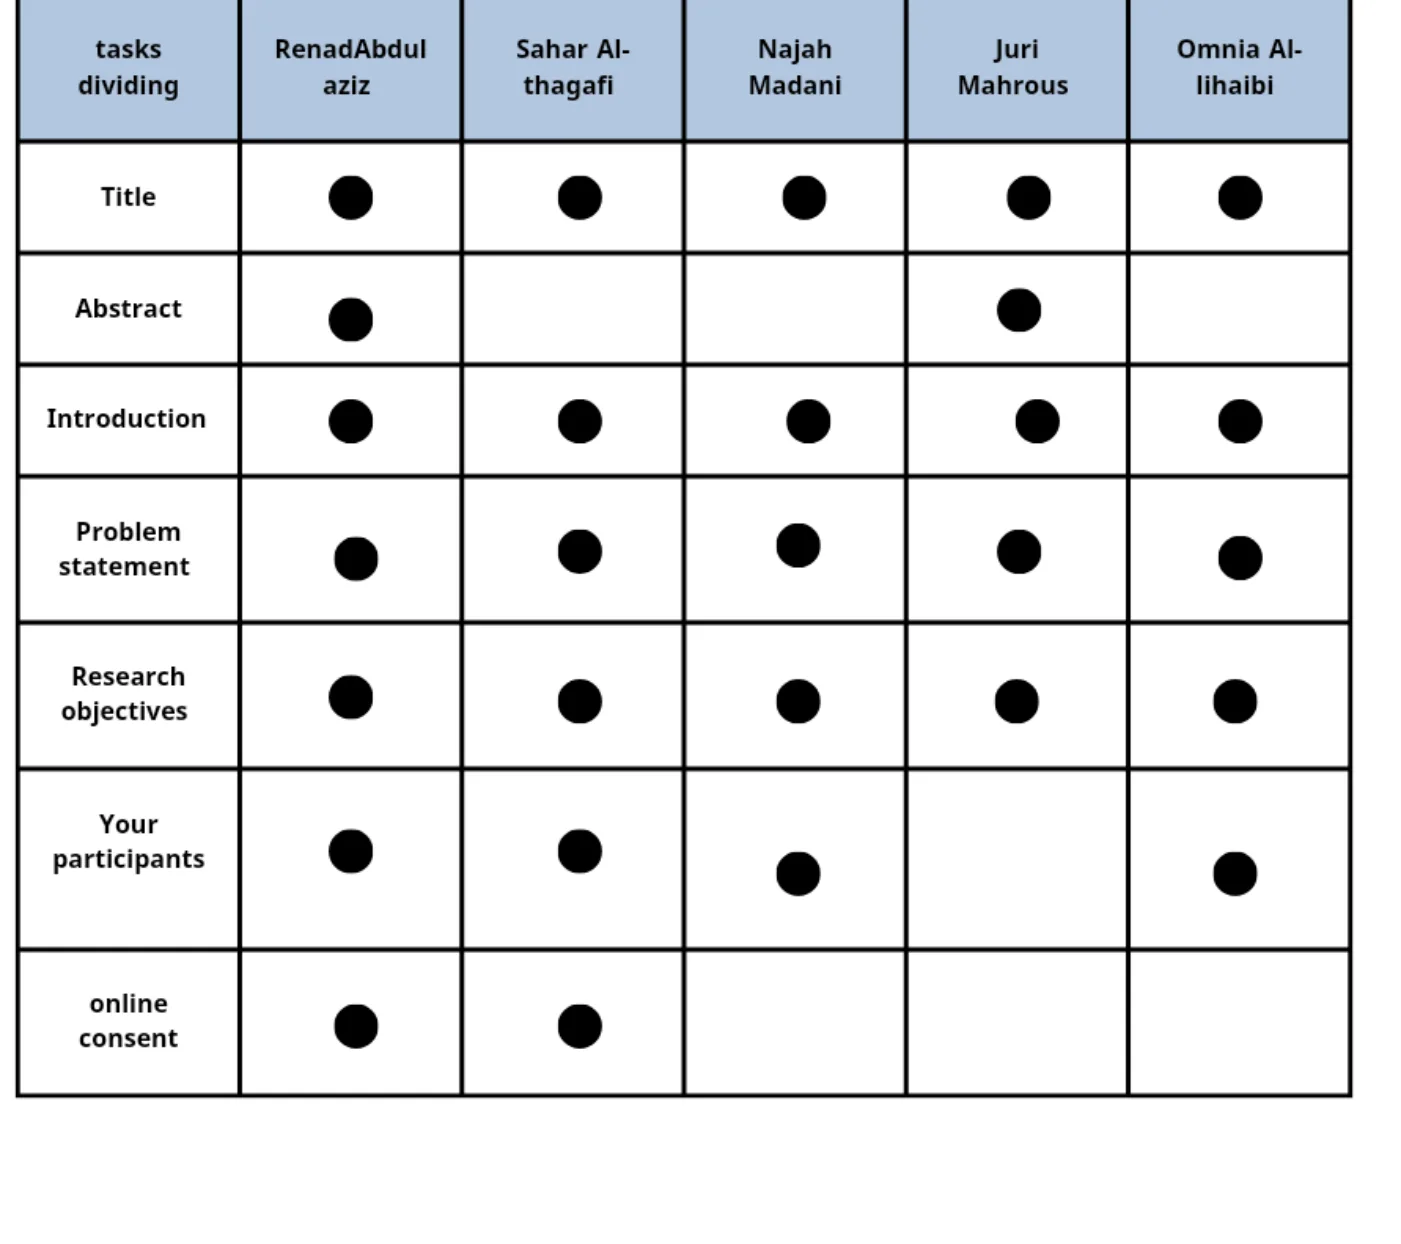 tasks
dividing
RenadAbdul
aziz
Sahar Al-
thagafi
Najah
Madani
Juri
Mahrous
Omnia Al-
lihaibi
Title
Abstract
Introduction
Problem
statement
Research
objectives
Your
participants
online
consent